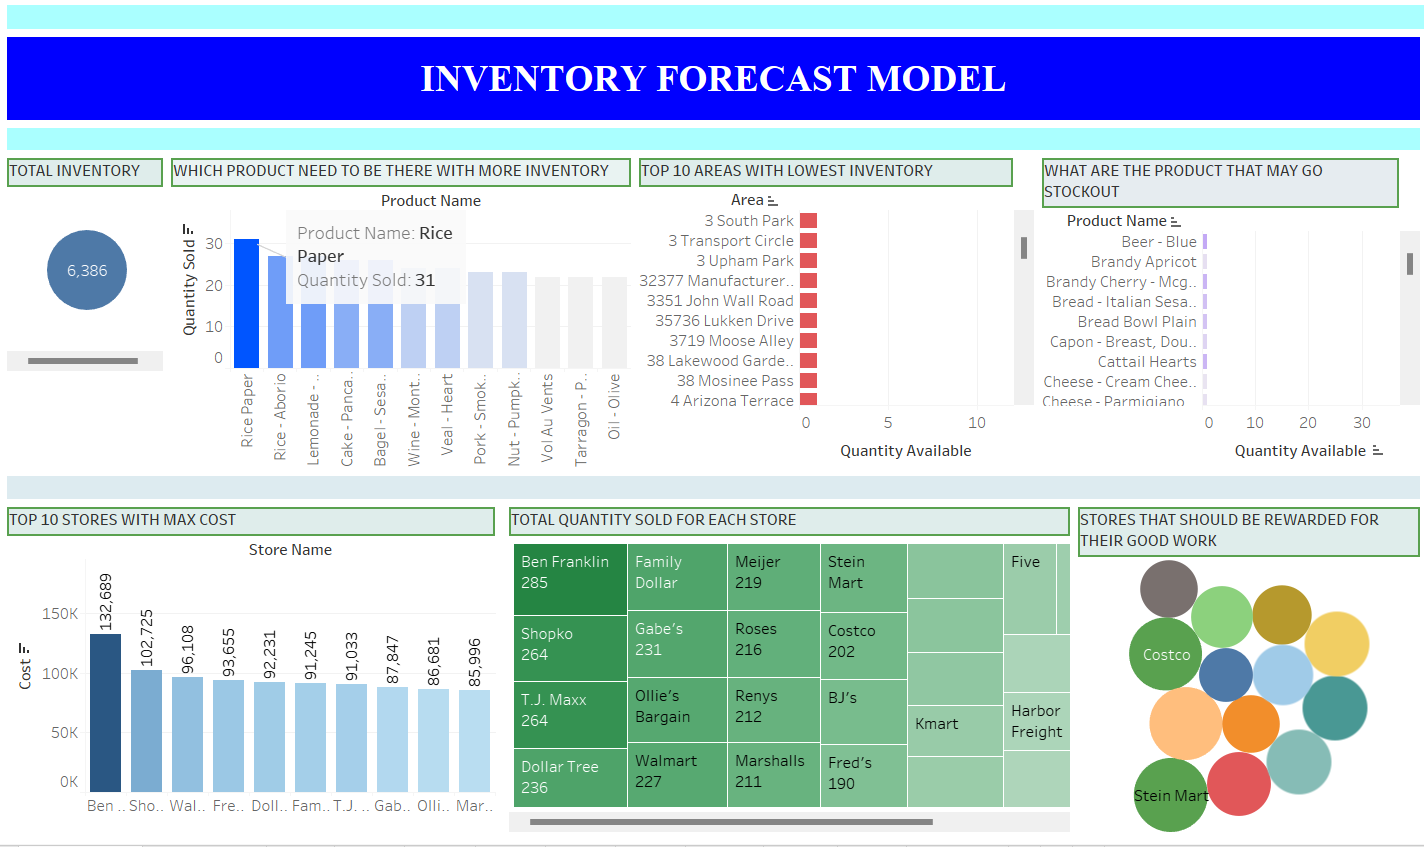 INVENTORY FORECAST MODEL
TOTAL INVENTORY
6,386
WHICH PRODUCT NEED TO BE THERE WITH MORE INVENTORY
Product Name
Quantity Sold
30
20
10
0
Product Name: Rice
Paper
Quantity Sold: 31
Rice Paper
Rice - Aborio
Lemonade - ..
Cake - Panca..
Bagel - Sesa..
Wine - Mont..
Veal - Heart
Pork - Smok..
Nut - Pumpk..
Vol Au Vents
Tarragon - P..
Oil - Olive
TOP 10 AREAS WITH LOWEST INVENTORY
Area
3 South Park
3 Transport Circle
3 Upham Park
32377 Manufacturer..
3351 John Wall Road
35736 Lukken Drive
3719 Moose Alley
38 Lakewood Garde..
38 Mosinee Pass
4 Arizona Terrace
0 5 10
Quantity Available
WHAT ARE THE PRODUCT THAT MAY GO
STOCKOUT
Product Name
Beer - Blue
Brandy Apricot
Brandy Cherry - Mcg..
Bread - Italian Sesa..
Bread Bowl Plain
Capon - Breast, Dou..
Cattail Hearts
Cheese - Cream Chee..
Cheese - Parmigiano
0 10 20 30
Quantity Available
TOP 10 STORES WITH MAX COST
Store Name
Cost
150K
100K
50K
0K
132,689
102,725
96,108
93,655
92,231
91,245
91,033
87,847
86,681
85,996
Ben .. Sho.. Wal.. Fre.. Doll.. Fam.. T.J. .. Gab.. Olli.. Mar..
TOTAL QUANTITY SOLD FOR EACH STORE
Ben Franklin
285
Shopko
264
T.J. Maxx
264
Dollar Tree
236
Family
Dollar
Gabe's
231
Ollie's
Bargain
Walmart
227
Meijer
219
Roses
216
Renys
212
Marshalls
211
Stein
Mart
Costco
202
BJ's
Fred's
190
Kmart
Five
Harbor
Freight
STORES THAT SHOULD BE REWARDED FOR
THEIR GOOD WORK
Costco
Stein Mart